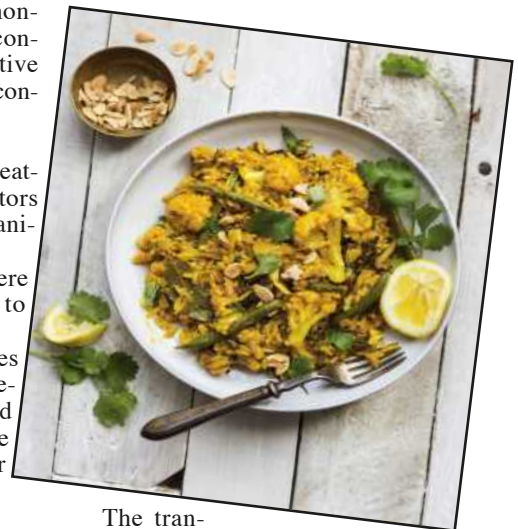 non-
con-
tive
con-
eat-
tors
ani-
ere
to
es
e-
d
e
r
The tran-